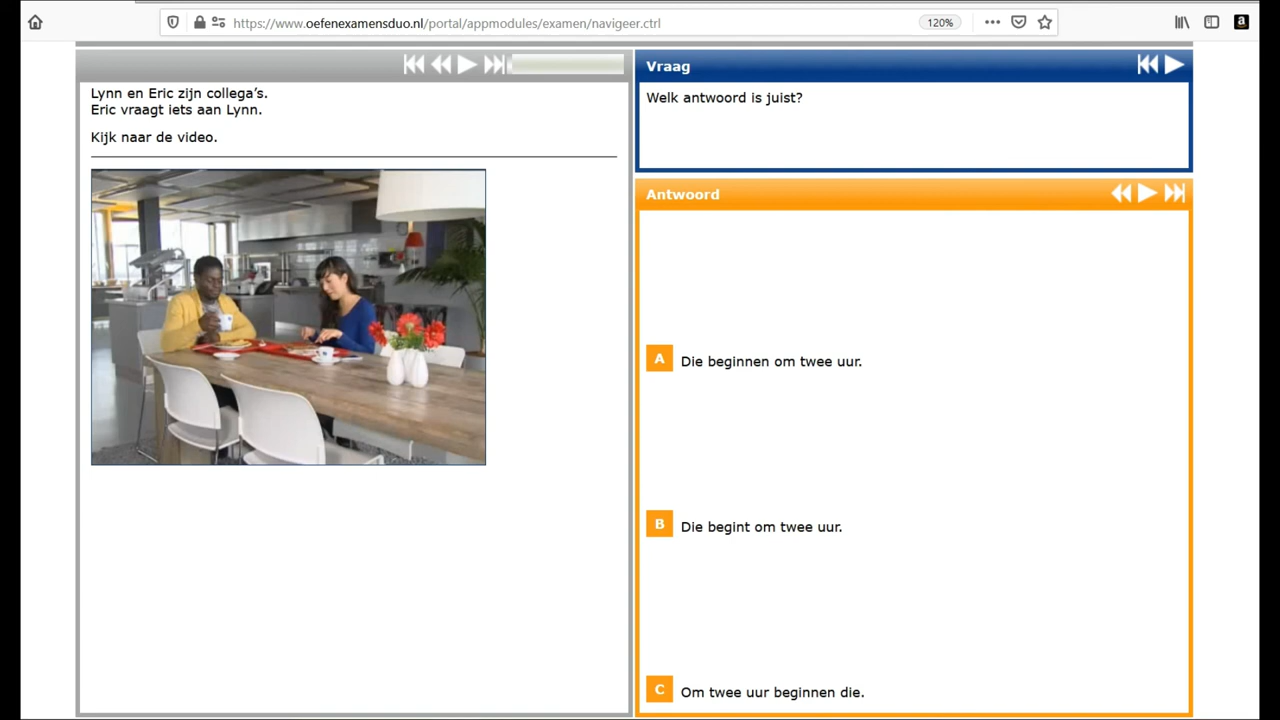 https://www.oefenexamensduo.nl/portal/appmodules/examen/navigeer.ctrl
120%
Lynn en Eric zijn collega’s.
Eric vraagt iets aan Lynn.
Kijk naar de video.
Vraag
Welk antwoord is juist?
Antwoord
A Die beginnen om twee uur.
B Die begint om twee uur.
C Om twee uur beginnen die.